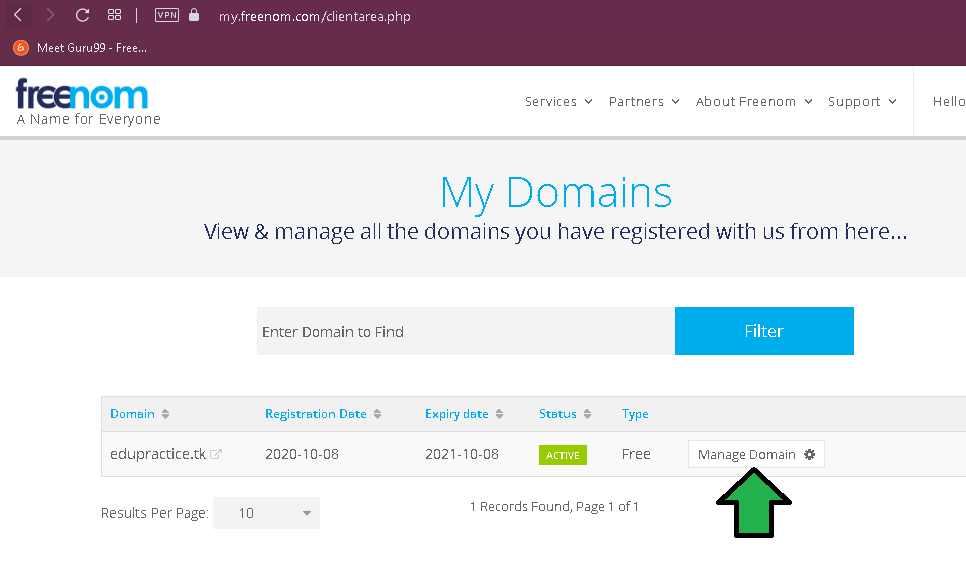 VPN my.freenom.com/clientarea.php
G Meet Guru99 - Free...
freenom
A Name for Everyone
Services Partners About Freenom Support Hello
My Domains
View & manage all the domains you have registered with us from here...
Enter Domain to Find Filter
Domain Registration Date Expiry date Status Type
edupractice.tk 2020-10-08 2021-10-08 ACTIVE Free Manage Domain
Results Per Page: 10 1 Records Found, Page 1 of 1